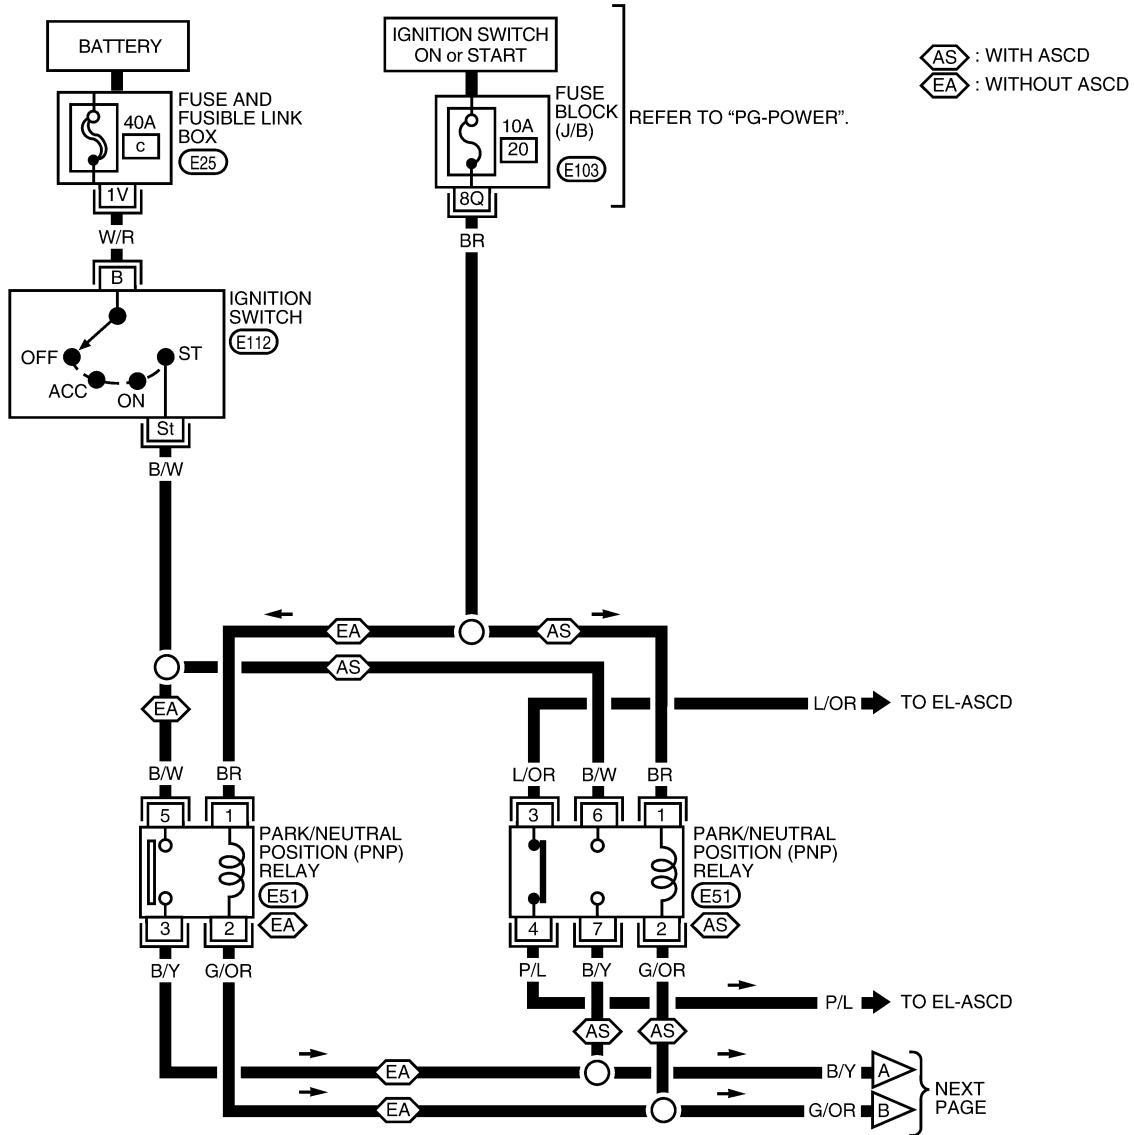 BATTERY
IGNITION SWITCH
ON or START
AS : WITH ASCD
EA : WITHOUT ASCD
FUSE AND
FUSIBLE LINK
BOX
E25
40A
c
1V
W/R
B
FUSE
BLOCK
(J/B)
E103
10A
20
8Q
BR
REFER TO “PG-POWER”.
IGNITION
SWITCH
E112
OFF
ACC
ON
ST
St
B/W
EA
AS
AS
EA
L/OR
TO EL-ASCD
B/W
BR
L/OR
B/W
BR
5
1
3
6
1
PARK/NEUTRAL
POSITION (PNP)
RELAY
E51
EA
PARK/NEUTRAL
POSITION (PNP)
RELAY
E51
AS
3
2
4
7
2
B/Y
G/OR
P/L
B/Y
G/OR
P/L
TO EL-ASCD
AS
AS
EA
B/Y
A
EA
G/OR
B
NEXT
PAGE